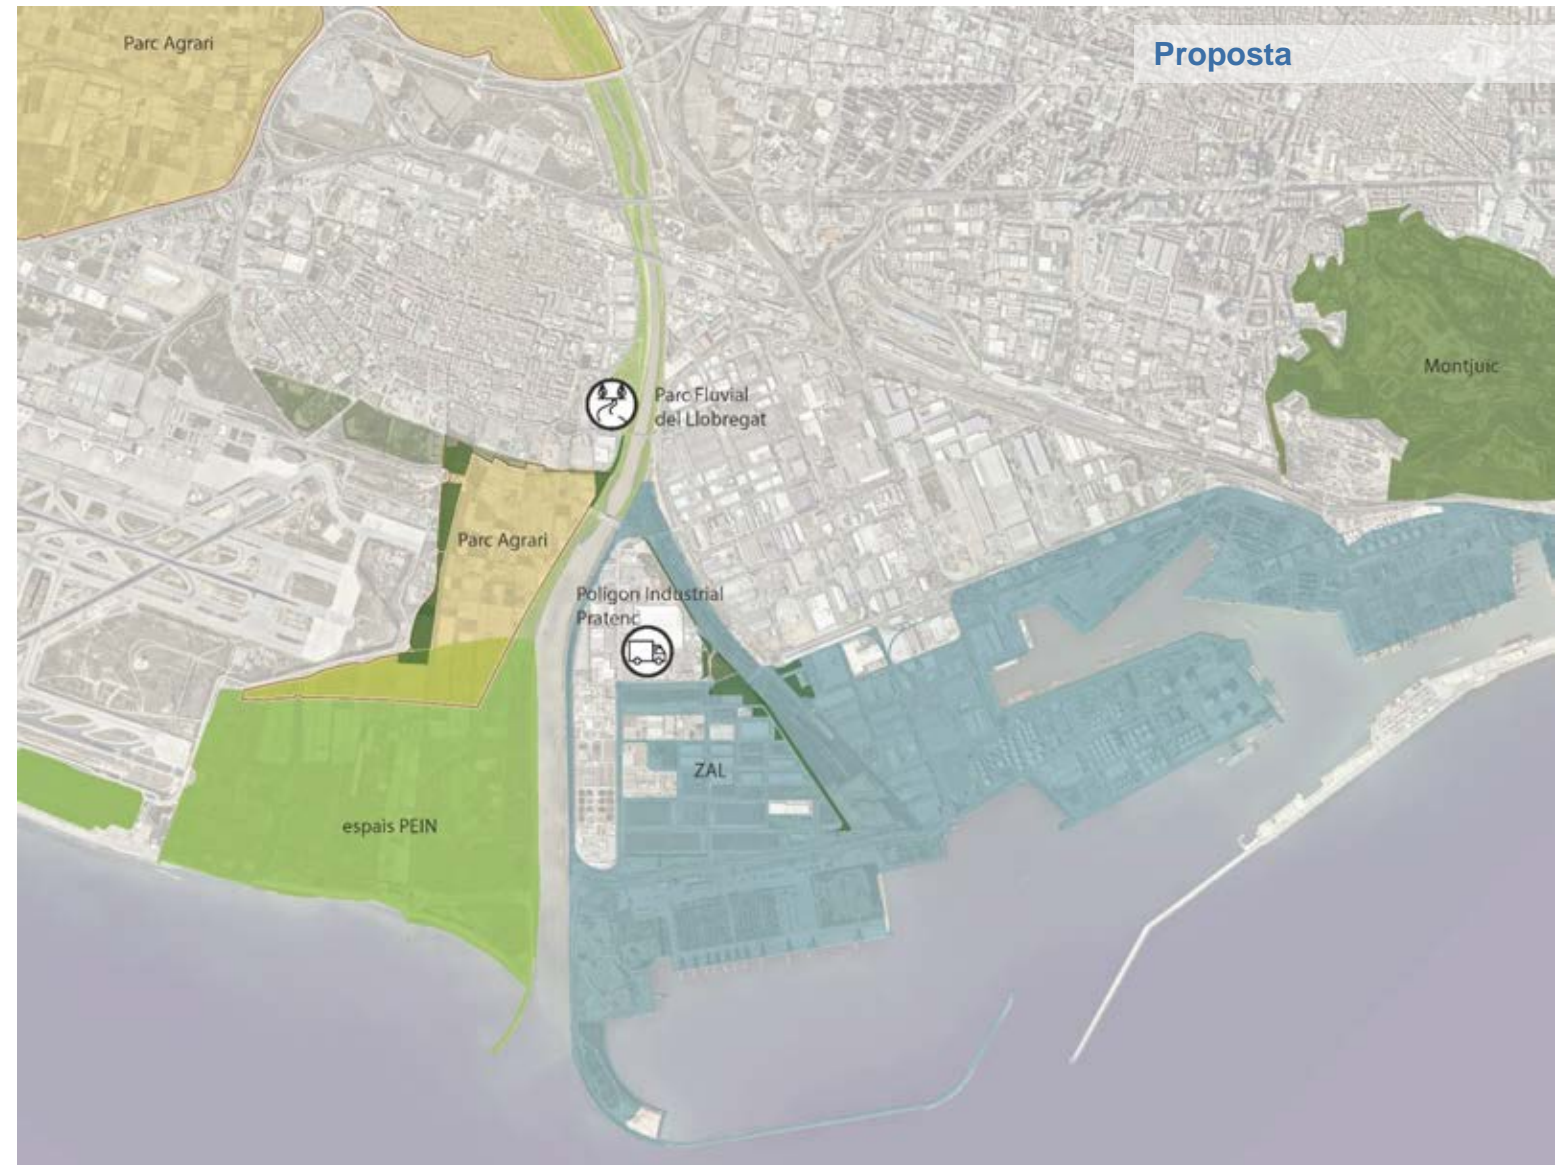 Parc Agrari
Proposta
Montjuïc
Parc Fluvial
del Llobregat
Parc Agrari
Polígon Industrial
Pratenc
ZAL
espais PEIN